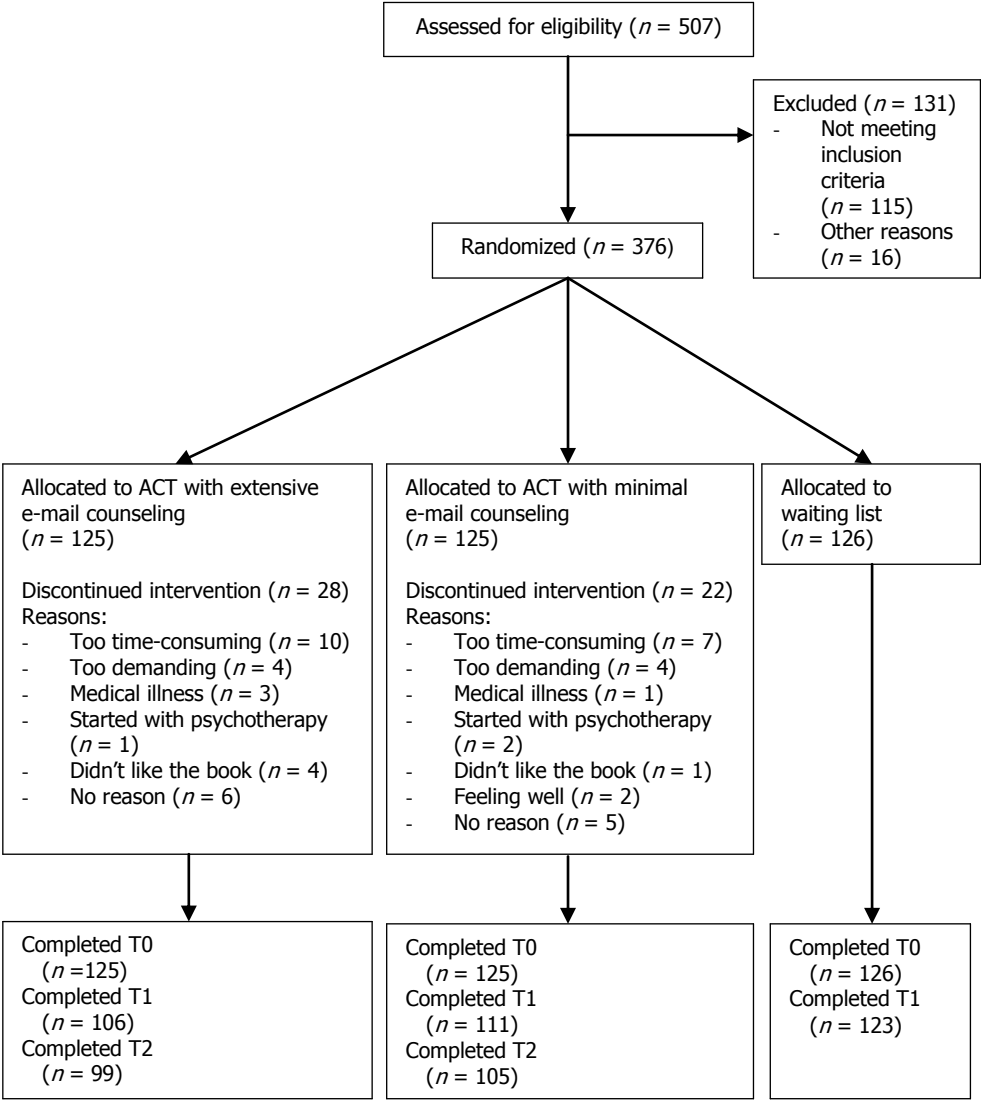 Assessed for eligibility (n = 507)
Excluded (n = 131)
- Not meeting
inclusion
criteria
(n = 115)
- Other reasons
(n = 16)
Randomized (n = 376)
Allocated to ACT with extensive
e-mail counseling
(n = 125)
Discontinued intervention (n = 28)
Reasons:
- Too time-consuming (n = 10)
- Too demanding (n = 4)
- Medical illness (n = 3)
- Started with psychotherapy
(n = 1)
- Didn't like the book (n = 4)
- No reason (n = 6)
Allocated to ACT with minimal
e-mail counseling
(n = 125)
Discontinued intervention (n = 22)
Reasons:
- Too time-consuming (n = 7)
- Too demanding (n = 4)
- Medical illness (n = 1)
- Started with psychotherapy
(n = 2)
- Didn't like the book (n = 1)
- Feeling well (n = 2)
- No reason (n = 5)
Allocated to
waiting list
(n = 126)
Completed T0
(n =125)
Completed T1
(n = 106)
Completed T2
(n = 99)
Completed T0
(n = 125)
Completed T1
(n = 111)
Completed T2
(n = 105)
Completed T0
(n = 126)
Completed T1
(n = 123)